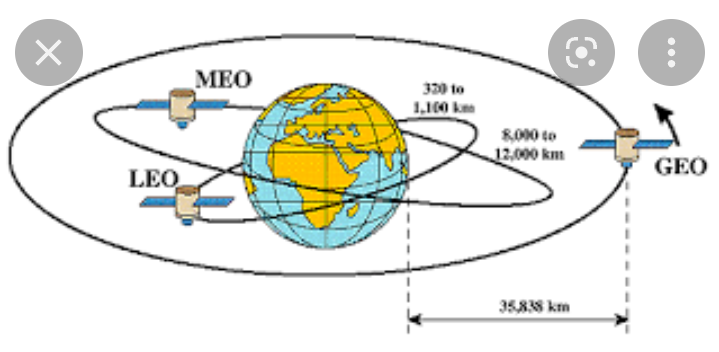 MEO
320 to
1,100 km
8,000 to
12,000 km
GEO
LEO
35,838 km